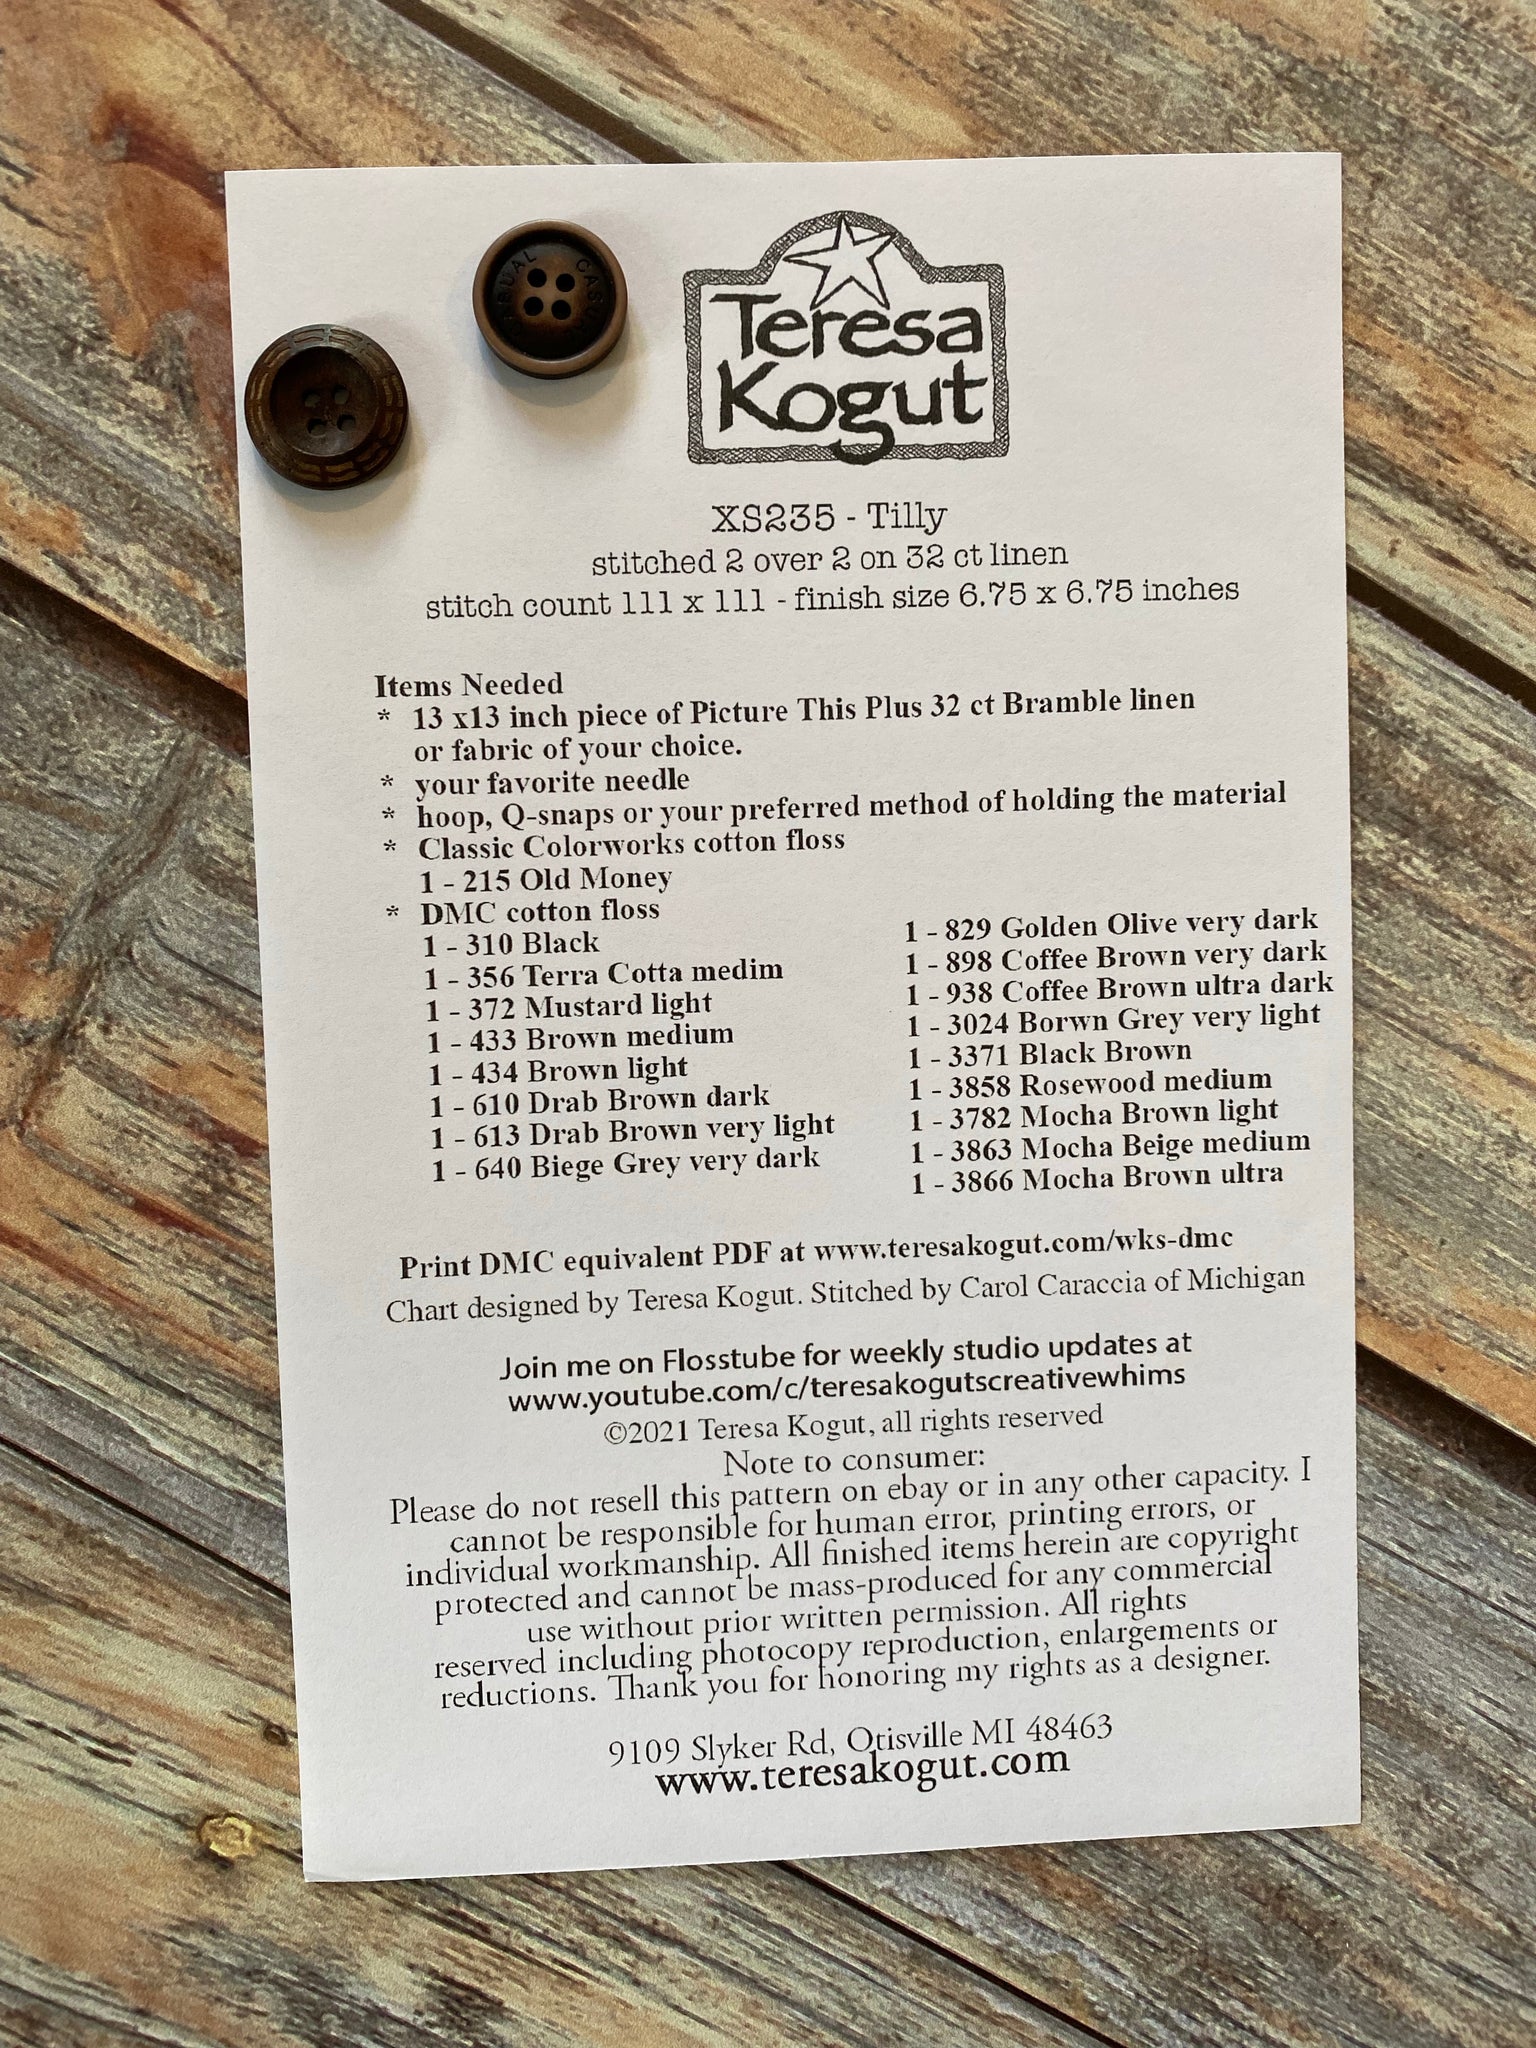 CASUAL CASUAL
Teresa
Kogut
XS235 - Tilly
stitched 2 over 2 on 32 ct linen
stitch count 111 x 111 - finish size 6.75 x 6.75 inches
Items Needed
* 13 x13 inch piece of Picture This Plus 32 ct Bramble linen
or fabric of your choice.
* your favorite needle
* hoop, Q-snaps or your preferred method of holding the material
* Classic Colorworks cotton floss
1 - 215 Old Money
* DMC cotton floss
1 - 310 Black
1 - 356 Terra Cotta medim
1 - 372 Mustard light
1 - 433 Brown medium
1 - 434 Brown light
1 - 610 Drab Brown dark
1 - 613 Drab Brown very light
1 - 640 Biege Grey very dark
1 - 829 Golden Olive very dark
1 - 898 Coffee Brown very dark
1 - 938 Coffee Brown ultra dark
1 - 3024 Borwn Grey very light
1 - 3371 Black Brown
1 - 3858 Rosewood medium
1 - 3782 Mocha Brown light
1 - 3863 Mocha Beige medium
1 - 3866 Mocha Brown ultra
Print DMC equivalent PDF at www.teresakogut.com/wks-dmc
Chart designed by Teresa Kogut. Stitched by Carol Caraccia of Michigan
Join me on Flosstube for weekly studio updates at
www.youtube.com/c/teresakogutscreativewhims
©2021 Teresa Kogut, all rights reserved
Note to consumer:
Please do not resell this pattern on ebay or in any other capacity. I
cannot be responsible for human error, printing errors, or
individual workmanship. All finished items herein are copyright
protected and cannot be mass-produced for any commercial
use without prior written permission. All rights
reserved including photocopy reproduction, enlargements or
reductions. Thank you for honoring my rights as a designer.
9109 Slyker Rd, Otisville MI 48463
www.teresakogut.com